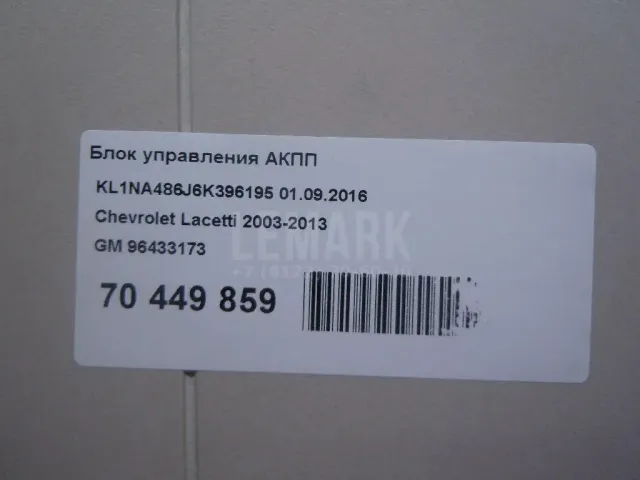 Блок управления АКПП
KL1NA486J6K396195 01.09.2016
Chevrolet Lacetti 2003-2013
LEMARK
GM 96433173
70 449 859